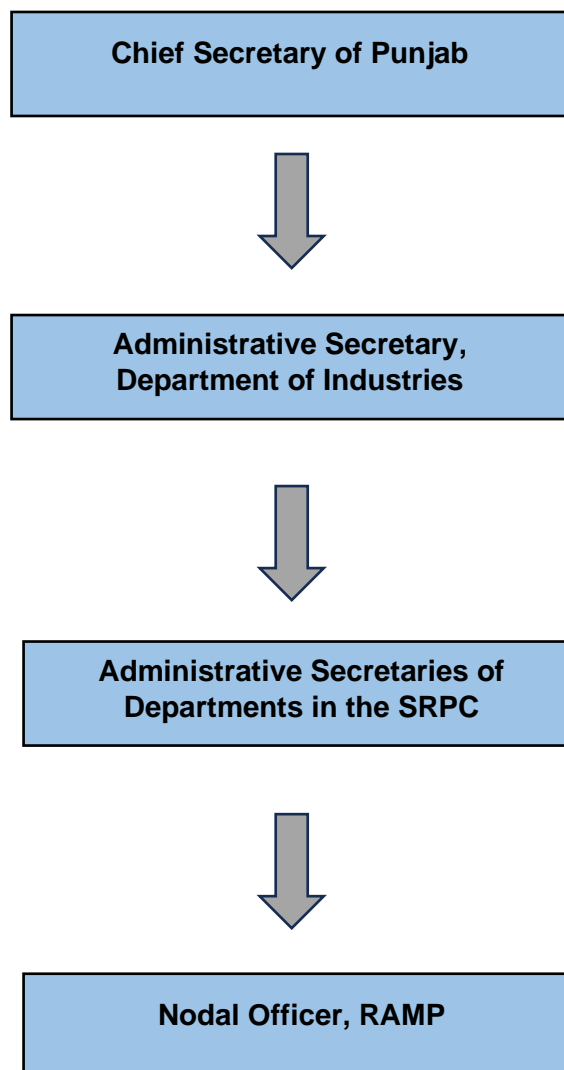 Chief Secretary of Punjab
Administrative Secretary,
Department of Industries
Administrative Secretaries of
Departments in the SRPC
Nodal Officer, RAMP